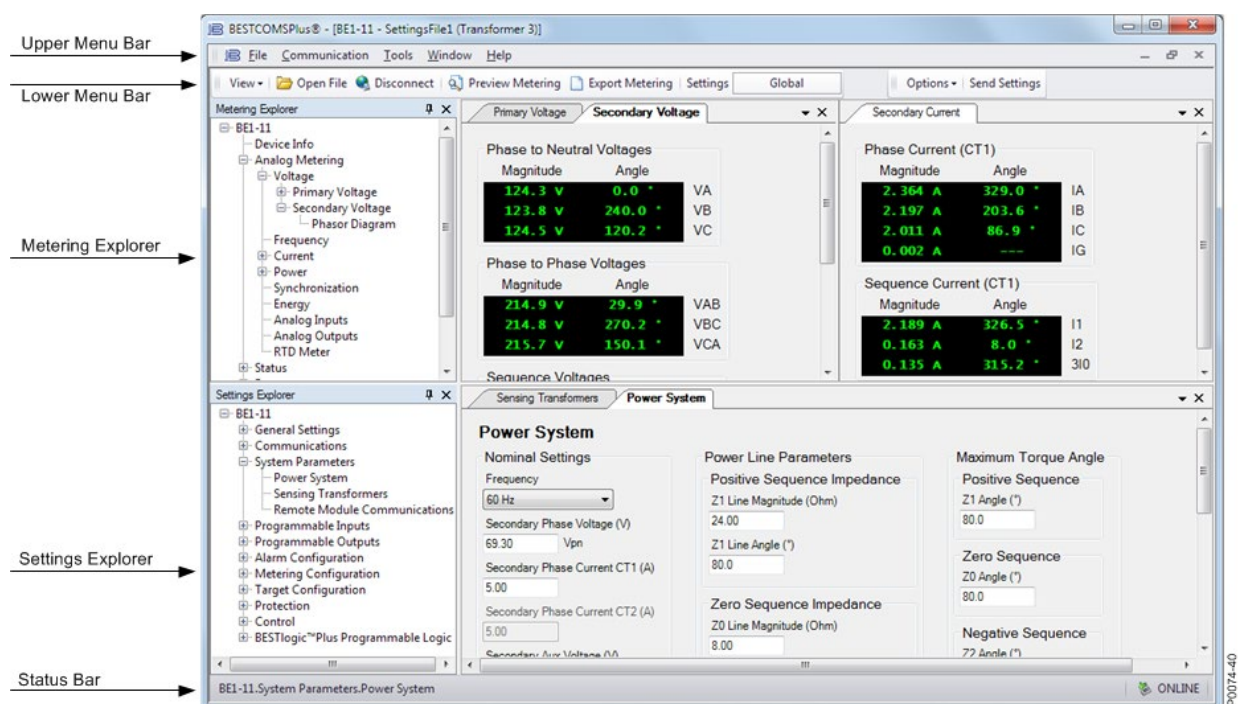 Upper Menu Bar
Lower Menu Bar
Metering Explorer
Settings Explorer
Status Bar
BESTCOMSPlus® - [BE1-11 - SettingsFile1 (Transformer 3)]
File Communication Tools Window Help
View Open File Disconnect Preview Metering Export Metering Settings Global Options Send Settings
Metering Explorer
BE1-11
Device Info
Analog Metering
Voltage
Primary Voltage
Secondary Voltage
Phasor Diagram
Frequency
Current
Power
Synchronization
Energy
Analog Inputs
Analog Outputs
RTD Meter
Status
Primary Voltage Secondary Voltage
Phase to Neutral Voltages
Magnitude Angle
124.3 V 0.0 ° VA
123.8 V 240.0 ° VB
124.5 V 120.2 ° VC
Phase to Phase Voltages
Magnitude Angle
214.9 V 29.9 ° VAB
214.8 V 270.2 ° VBC
215.7 V 150.1 ° VCA
Sequence Voltages
Secondary Current
Phase Current (CT1)
Magnitude Angle
2.364 A 329.0 ° IA
2.197 A 203.6 ° IB
2.011 A 86.9 ° IC
0.002 A --- IG
Sequence Current (CT1)
Magnitude Angle
2.189 A 326.5 ° I1
0.163 A 8.0 ° I2
0.135 A 315.2 ° 3I0
Settings Explorer
BE1-11
General Settings
Communications
System Parameters
Power System
Sensing Transformers
Remote Module Communications
Programmable Inputs
Programmable Outputs
Alarm Configuration
Metering Configuration
Target Configuration
Protection
Control
BESTlogic™Plus Programmable Logic
Sensing Transformers Power System
Power System
Nominal Settings
Frequency
60 Hz
Secondary Phase Voltage (V)
69.30 Vpn
Secondary Phase Current CT1 (A)
5.00
Secondary Phase Current CT2 (A)
5.00
Secondary Aux Voltage (V)
Power Line Parameters
Positive Sequence Impedance
Z1 Line Magnitude (Ohm)
24.00
Z1 Line Angle (°)
80.0
Zero Sequence Impedance
Z0 Line Magnitude (Ohm)
8.00
Maximum Torque Angle
Positive Sequence
Z1 Angle (°)
80.0
Zero Sequence
Z0 Angle (°)
80.0
Negative Sequence
Z2 Angle (°)
BE1-11.System Parameters.Power System
ONLINE
P0074-40